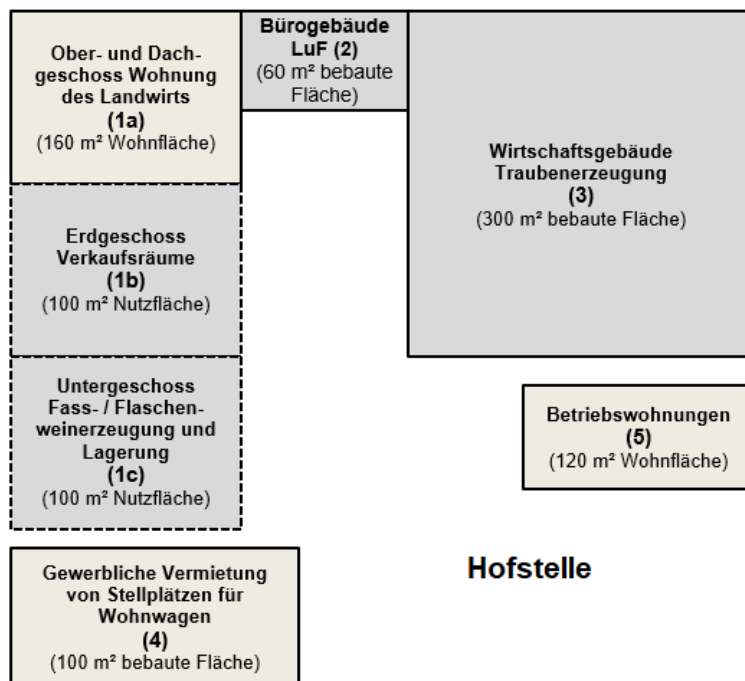 Ober- und Dach-
geschoss Wohnung
des Landwirts
(1a)
(160 m² Wohnfläche)
Bürogebäude
LuF (2)
(60 m² bebaute
Fläche)
Wirtschaftsgebäude
Traubenerzeugung
(3)
(300 m² bebaute Fläche)
Erdgeschoss
Verkaufsräume
(1b)
(100 m² Nutzfläche)
Untergeschoss
Fass- / Flaschen-
weinerzeugung und
Lagerung
(1c)
(100 m² Nutzfläche)
Betriebswohnungen
(5)
(120 m² Wohnfläche)
Gewerbliche Vermietung
von Stellplätzen für
Wohnwagen
(4)
(100 m² bebaute Fläche)
Hofstelle